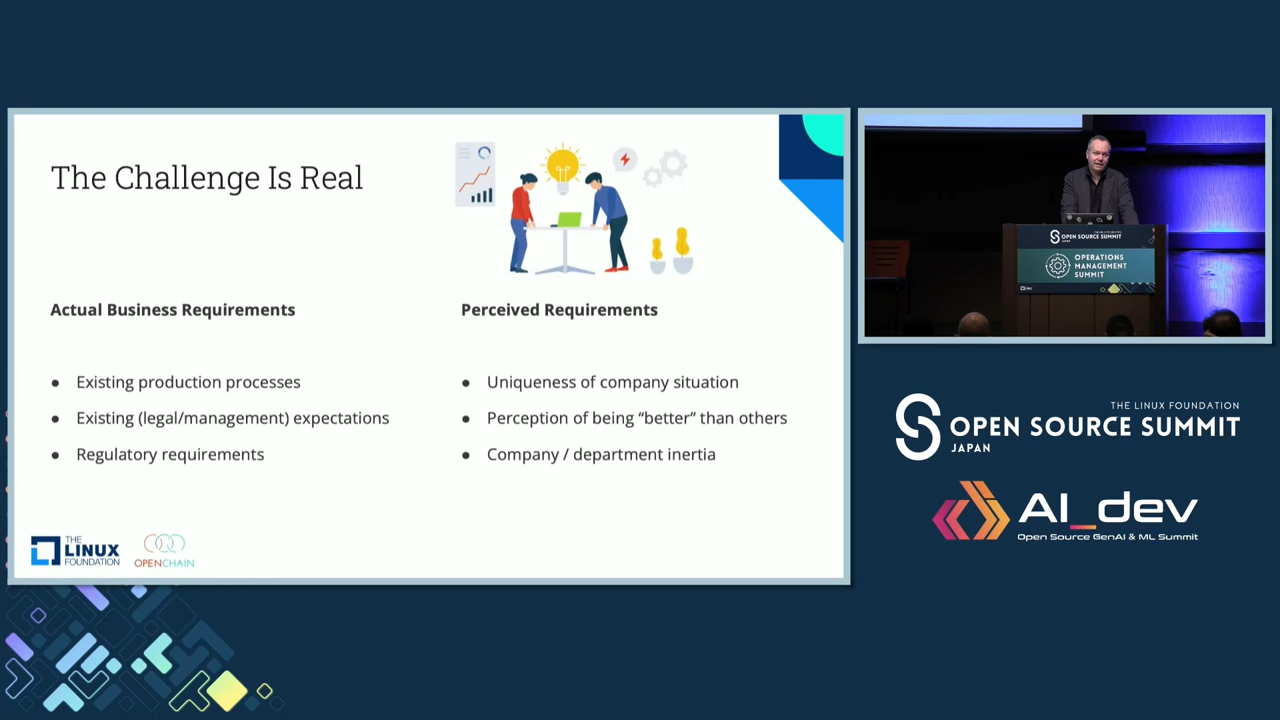 The Challenge Is Real
Actual Business Requirements
● Existing production processes
● Existing (legal/management) expectations
● Regulatory requirements
Perceived Requirements
● Uniqueness of company situation
● Perception of being “better” than others
● Company / department inertia
THE
LINUX
FOUNDATION
OPENCHAIN
OPEN SOURCE SUMMIT
OPERATIONS
MANAGEMENT
SUMMIT
THE LINUX FOUNDATION
OPEN SOURCE SUMMIT
JAPAN
AI_dev
Open Source GenAI & ML Summit